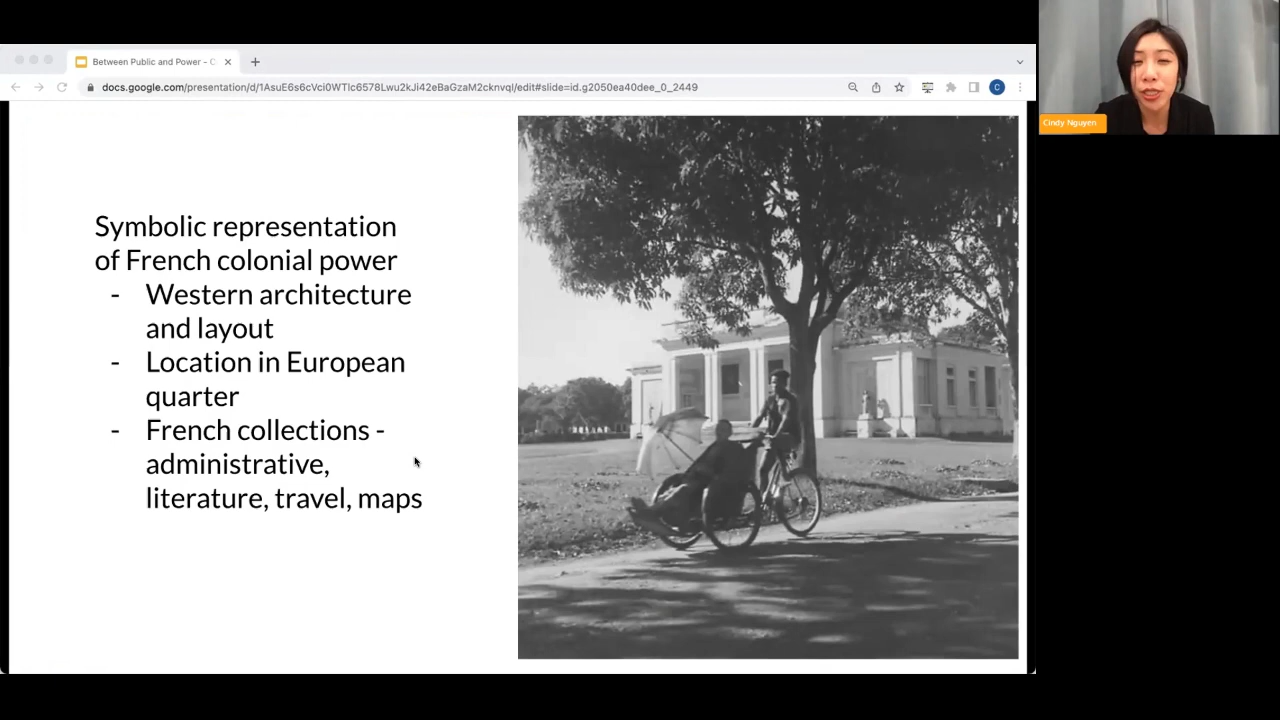 Between Public and Power - C
docs.google.com/presentation/d/1AsuE6s6cVci0WTlc6578Lwu2kJi42eBaGzaM2cknvqI/edit#slide=id.g2050ea40dee_0_2449
C
Cindy Nguyen
Symbolic representation
of French colonial power
- Western architecture
and layout
- Location in European
quarter
- French collections -
administrative,
literature, travel, maps